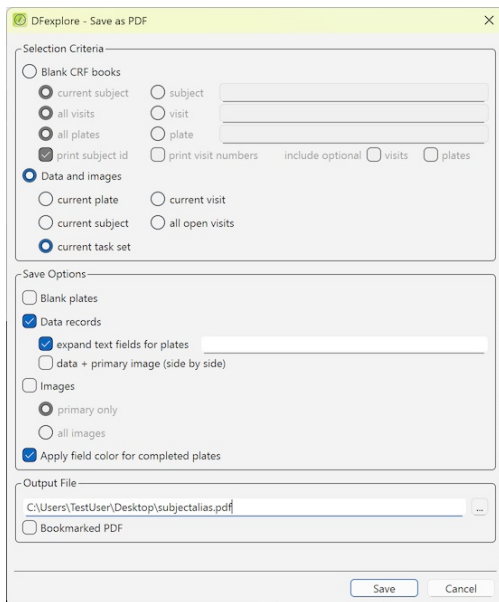 DFexplore - Save as PDF
Selection Criteria
Blank CRF books
current subject subject
all visits visit
all plates plate
print subject id print visit numbers include optional visits plates
Data and images
current plate current visit
current subject all open visits
current task set
Save Options
Blank plates
Data records
expand text fields for plates
data + primary image (side by side)
Images
primary only
all images
Apply field color for completed plates
Output File
C:\Users\TestUser\Desktop\subjectalias.pdf
...
Bookmarked PDF
Save Cancel